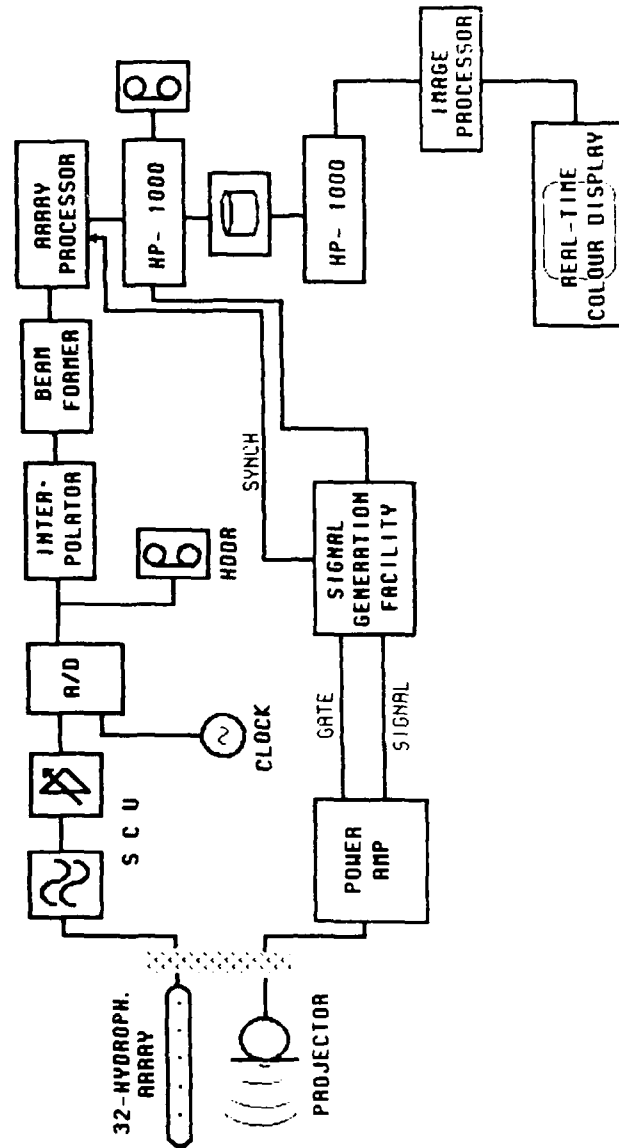 32-HYDROPH.
ARRAY
PROJECTOR
S C U
A/D
CLOCK
HDDR
INTER-
POLATOR
BEAM
FORMER
ARRAY
PROCESSOR
HP- 1000
HP- 1000
IMAGE
PROCESSOR
REAL-TIME
COLOUR DISPLAY
SYNCH
SIGNAL
GENERATION
FACILITY
GATE
SIGNAL
POWER
AMP